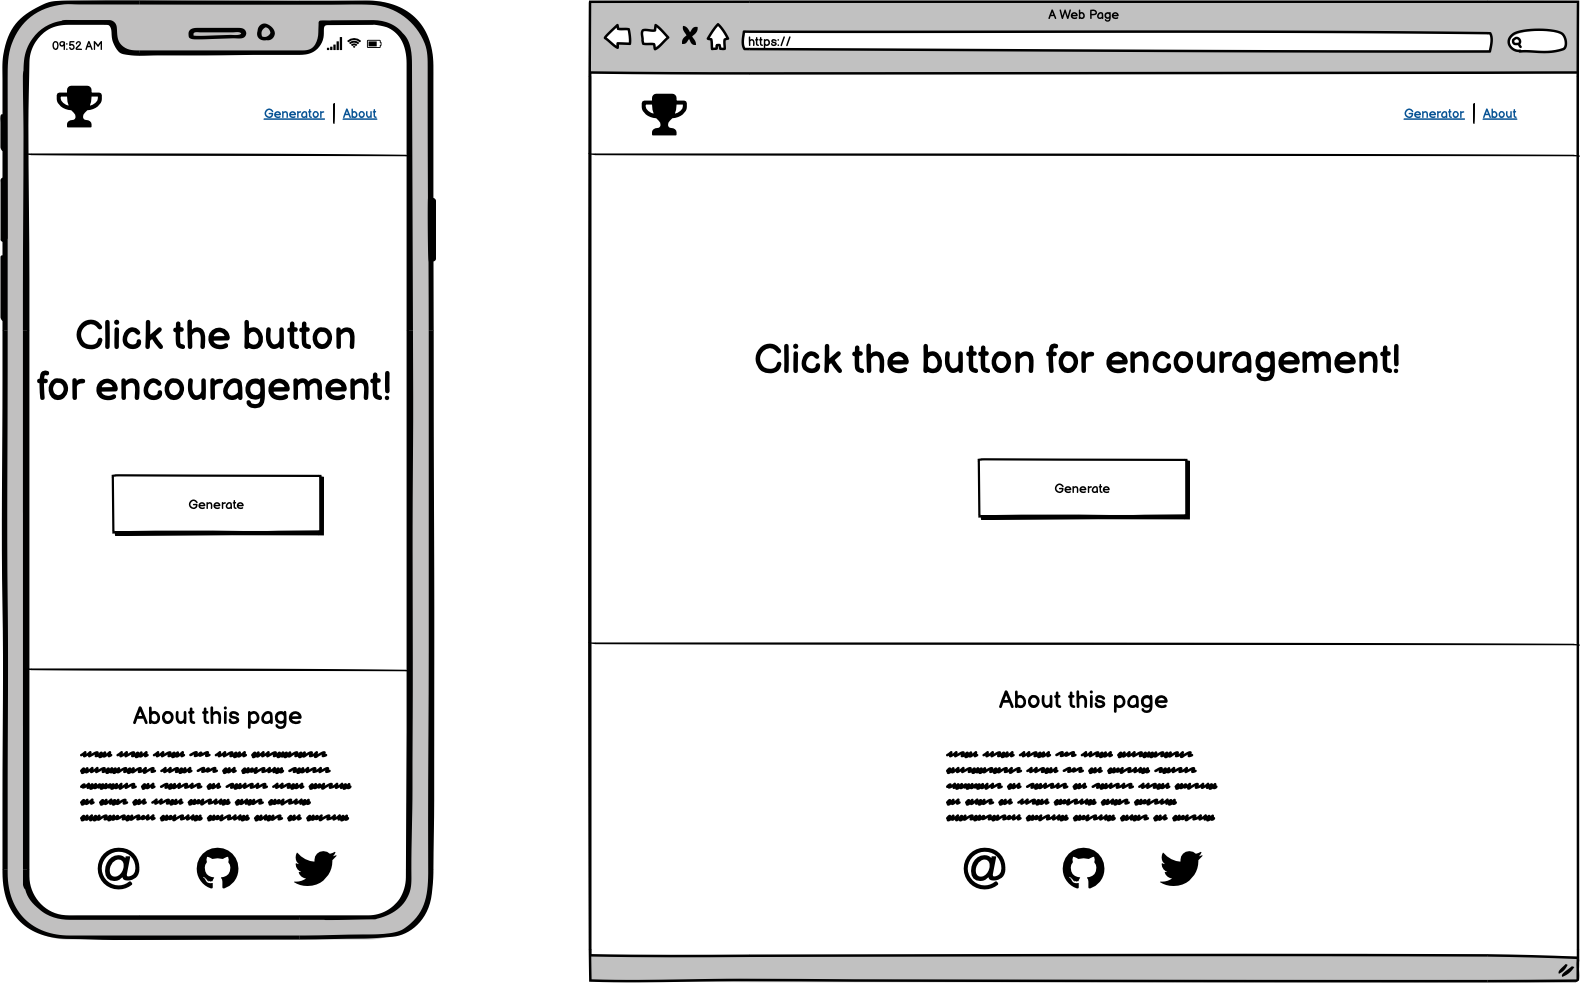 09:52 AM
Generator | About
Click the button
for encouragement!
Generate
About this page
@
A Web Page
https://
Generator | About
Click the button for encouragement!
Generate
About this page
@